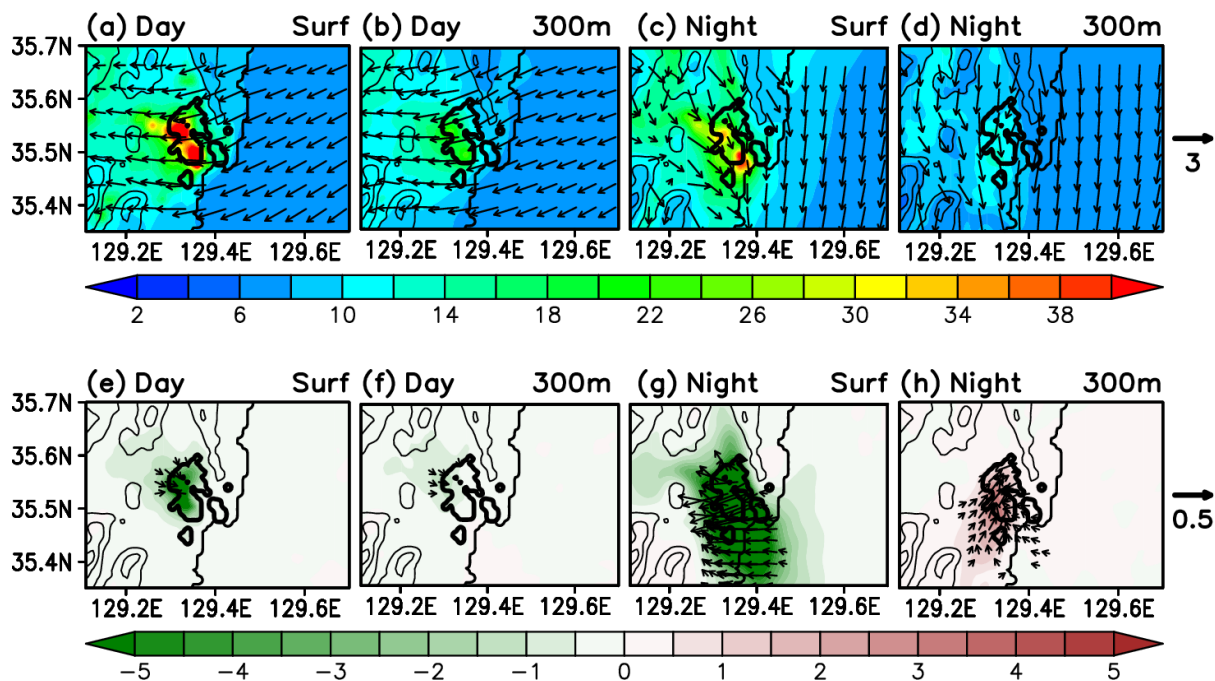 (a) Day Surf (b) Day 300m (c) Night Surf (d) Night 300m
35.7N
35.6N
35.5N
35.4N
3
129.2E 129.4E 129.6E 129.2E 129.4E 129.6E 129.2E 129.4E 129.6E 129.2E 129.4E 129.6E
2 6 10 14 18 22 26 30 34 38
(e) Day Surf (f) Day 300m (g) Night Surf (h) Night 300m
35.7N
35.6N
35.5N
35.4N
0.5
129.2E 129.4E 129.6E 129.2E 129.4E 129.6E 129.2E 129.4E 129.6E 129.2E 129.4E 129.6E
−5 −4 −3 −2 −1 0 1 2 3 4 5